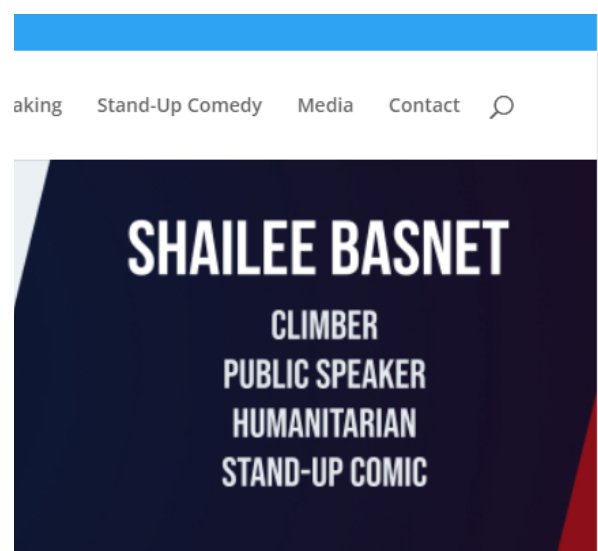 aking Stand-Up Comedy Media Contact
SHAILEE BASNET
CLIMBER
PUBLIC SPEAKER
HUMANITARIAN
STAND-UP COMIC